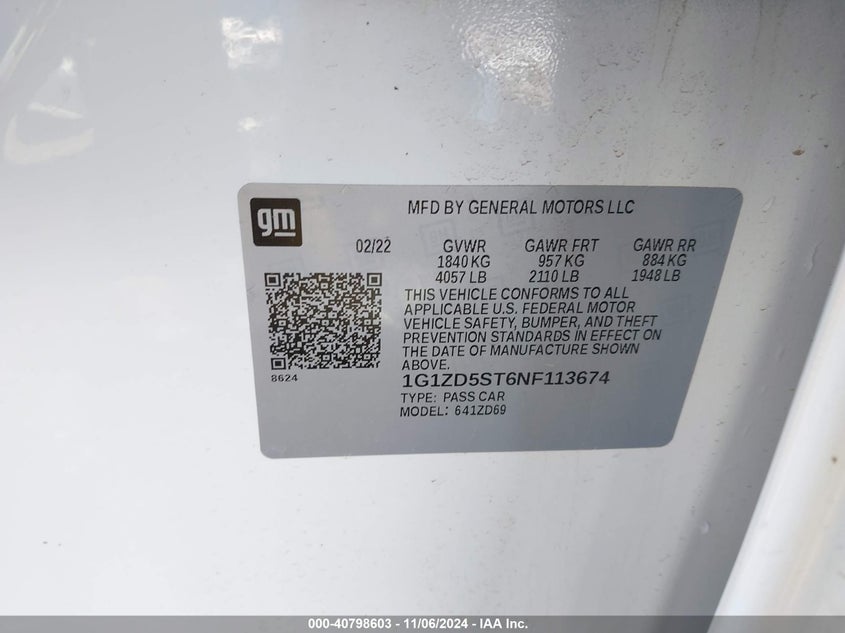 gm
MFD BY GENERAL MOTORS LLC
02/22 GVWR GAWR FRT GAWR RR
1840 KG 957 KG 884 KG
4057 LB 2110 LB 1948 LB
THIS VEHICLE CONFORMS TO ALL
APPLICABLE U.S. FEDERAL MOTOR
VEHICLE SAFETY, BUMPER, AND THEFT
PREVENTION STANDARDS IN EFFECT ON
THE DATE OF MANUFACTURE SHOWN
ABOVE.
8624
1G1ZD5ST6NF113674
TYPE: PASS CAR
MODEL: 641ZD69
000-40798603 - 11/06/2024 - IAA Inc.